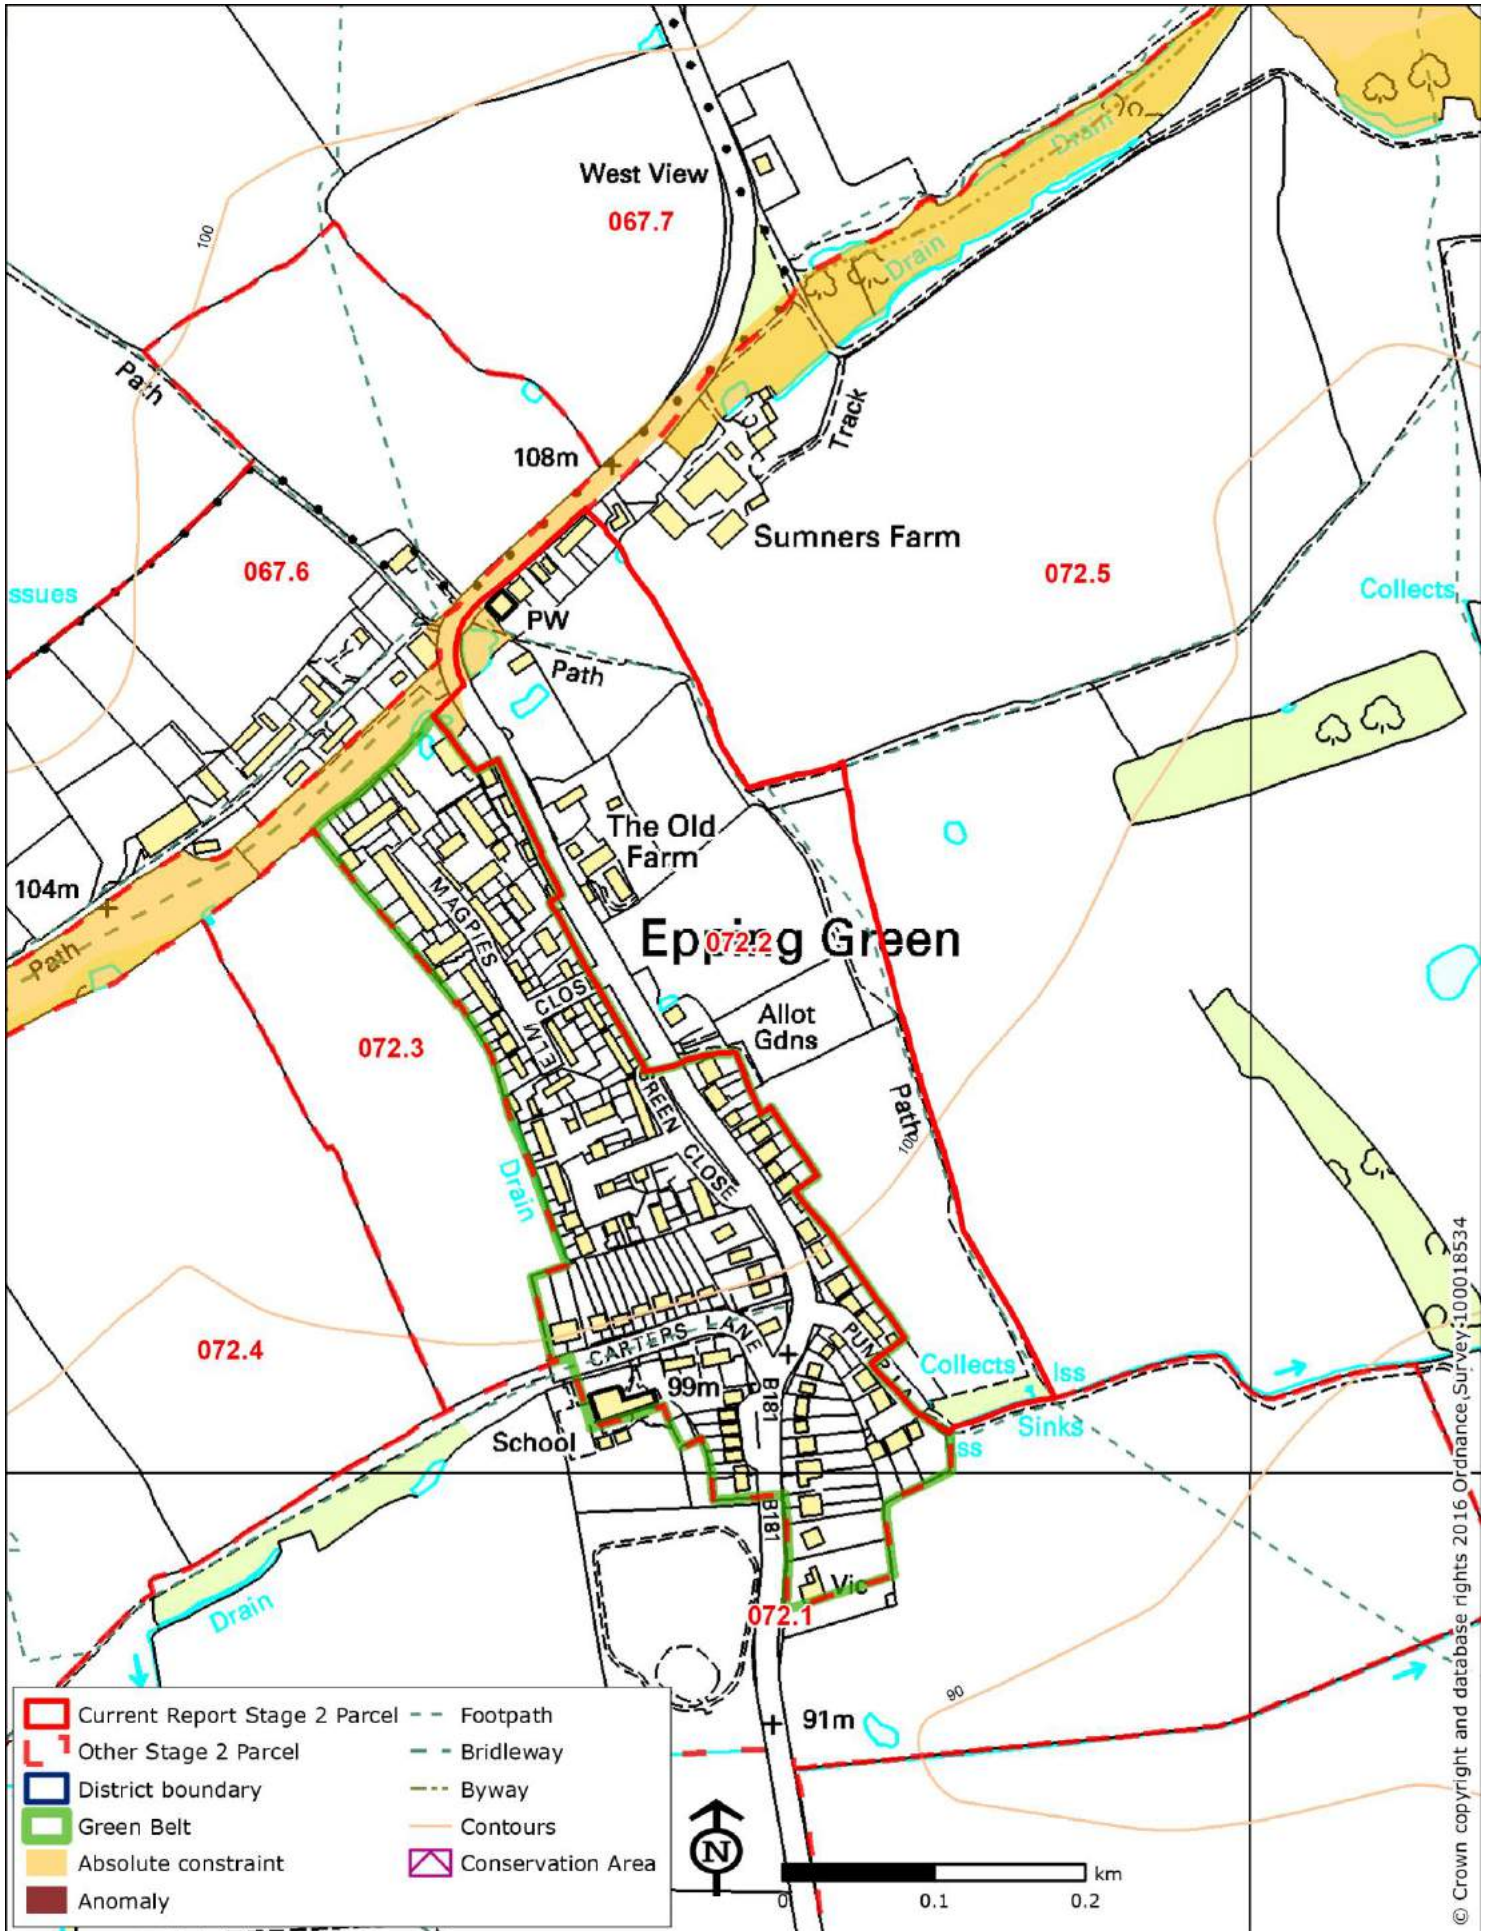 West View
067.7
100
Drain
Drain
Path
108m
Track
Sumners Farm
067.6
072.5
ssues
Collects
PW
Path
The Old
Farm
104m
MAGPIES
Path
Epping Green
072.2
CLOS
ELM
Allot
Gdns
072.3
GREEN CLOSE
Path
100
Drain
CARTERS LANE
PUMP LA
072.4
Collects
Iss
99m
B181
School
Sinks
ss
B181
Vic
Drain
072.1
91m
90
Current Report Stage 2 Parcel
Other Stage 2 Parcel
District boundary
Green Belt
Absolute constraint
Anomaly
Footpath
Bridleway
Byway
Contours
Conservation Area
N
km
0
0.1
0.2
© Crown copyright and database rights 2016 Ordnance Survey 100018534